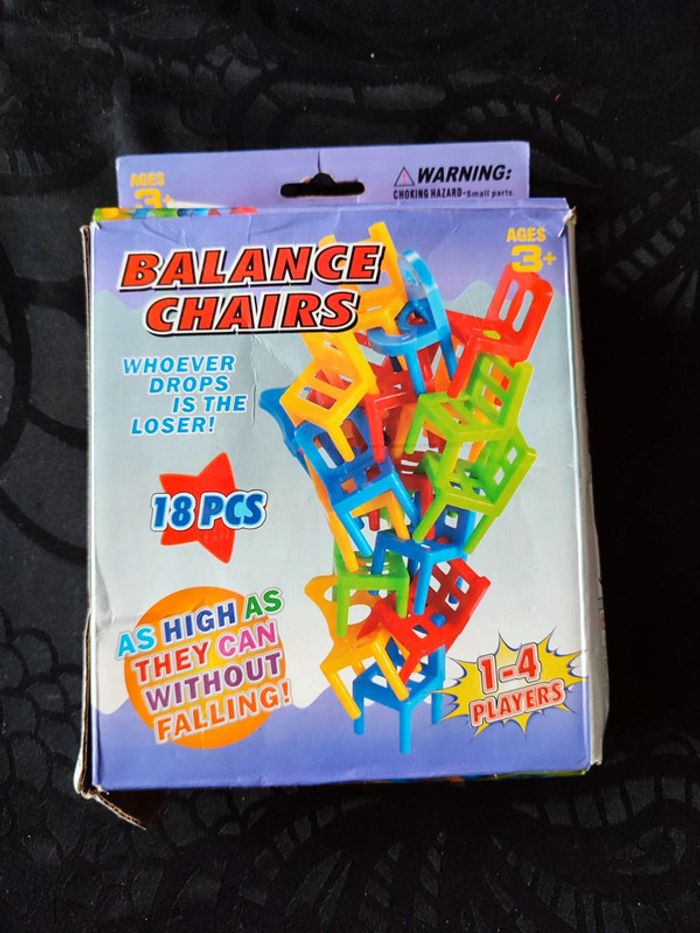 AGES
3+
WARNING:
CHOKING HAZARD-Small parts.
BALANCE
CHAIRS
AGES
3+
WHOEVER
DROPS
IS THE
LOSER!
18 PCS
AS HIGH AS
THEY CAN
WITHOUT
FALLING!
1-4
PLAYERS